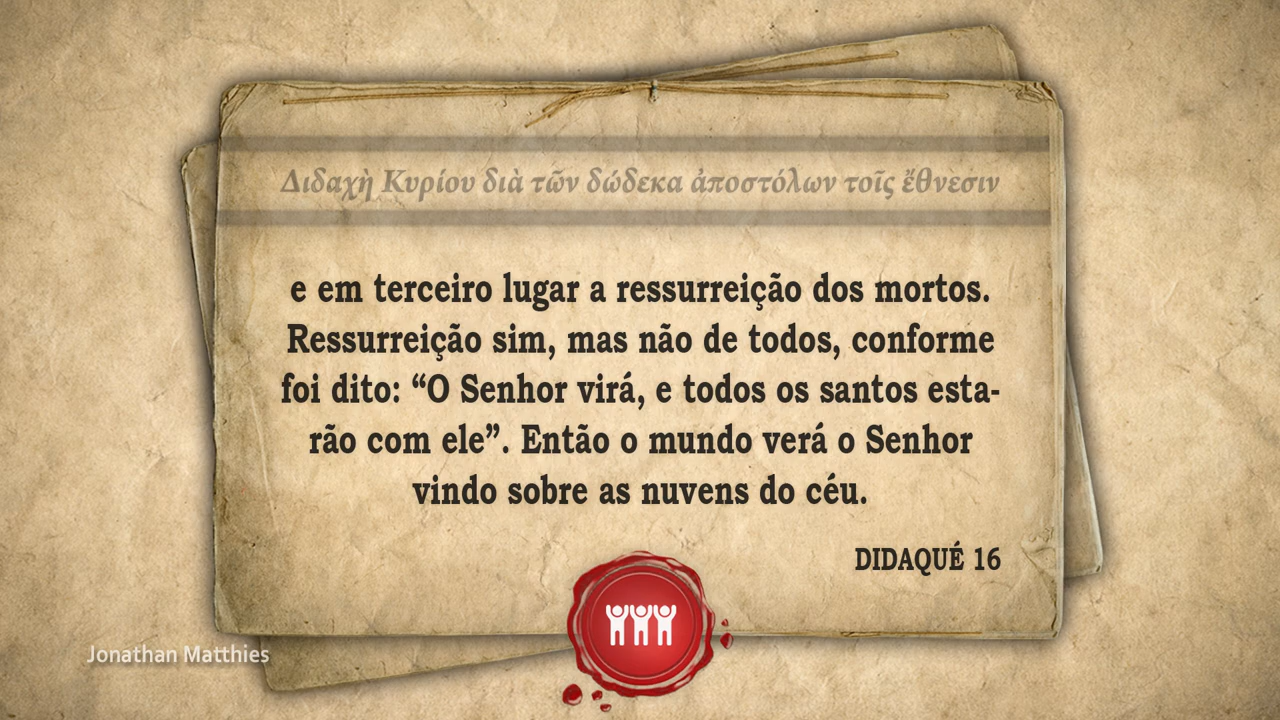 Διδαχὴ Κυρίου διὰ τῶν δώδεκα ἀποστόλων τοῖς ἔθνεσιν
e em terceiro lugar a ressurreição dos mortos.
Ressurreição sim, mas não de todos, conforme
foi dito: “O Senhor virá, e todos os santos esta-
rão com ele”. Então o mundo verá o Senhor
vindo sobre as nuvens do céu.
DIDAQUÉ 16
Jonathan Matthies